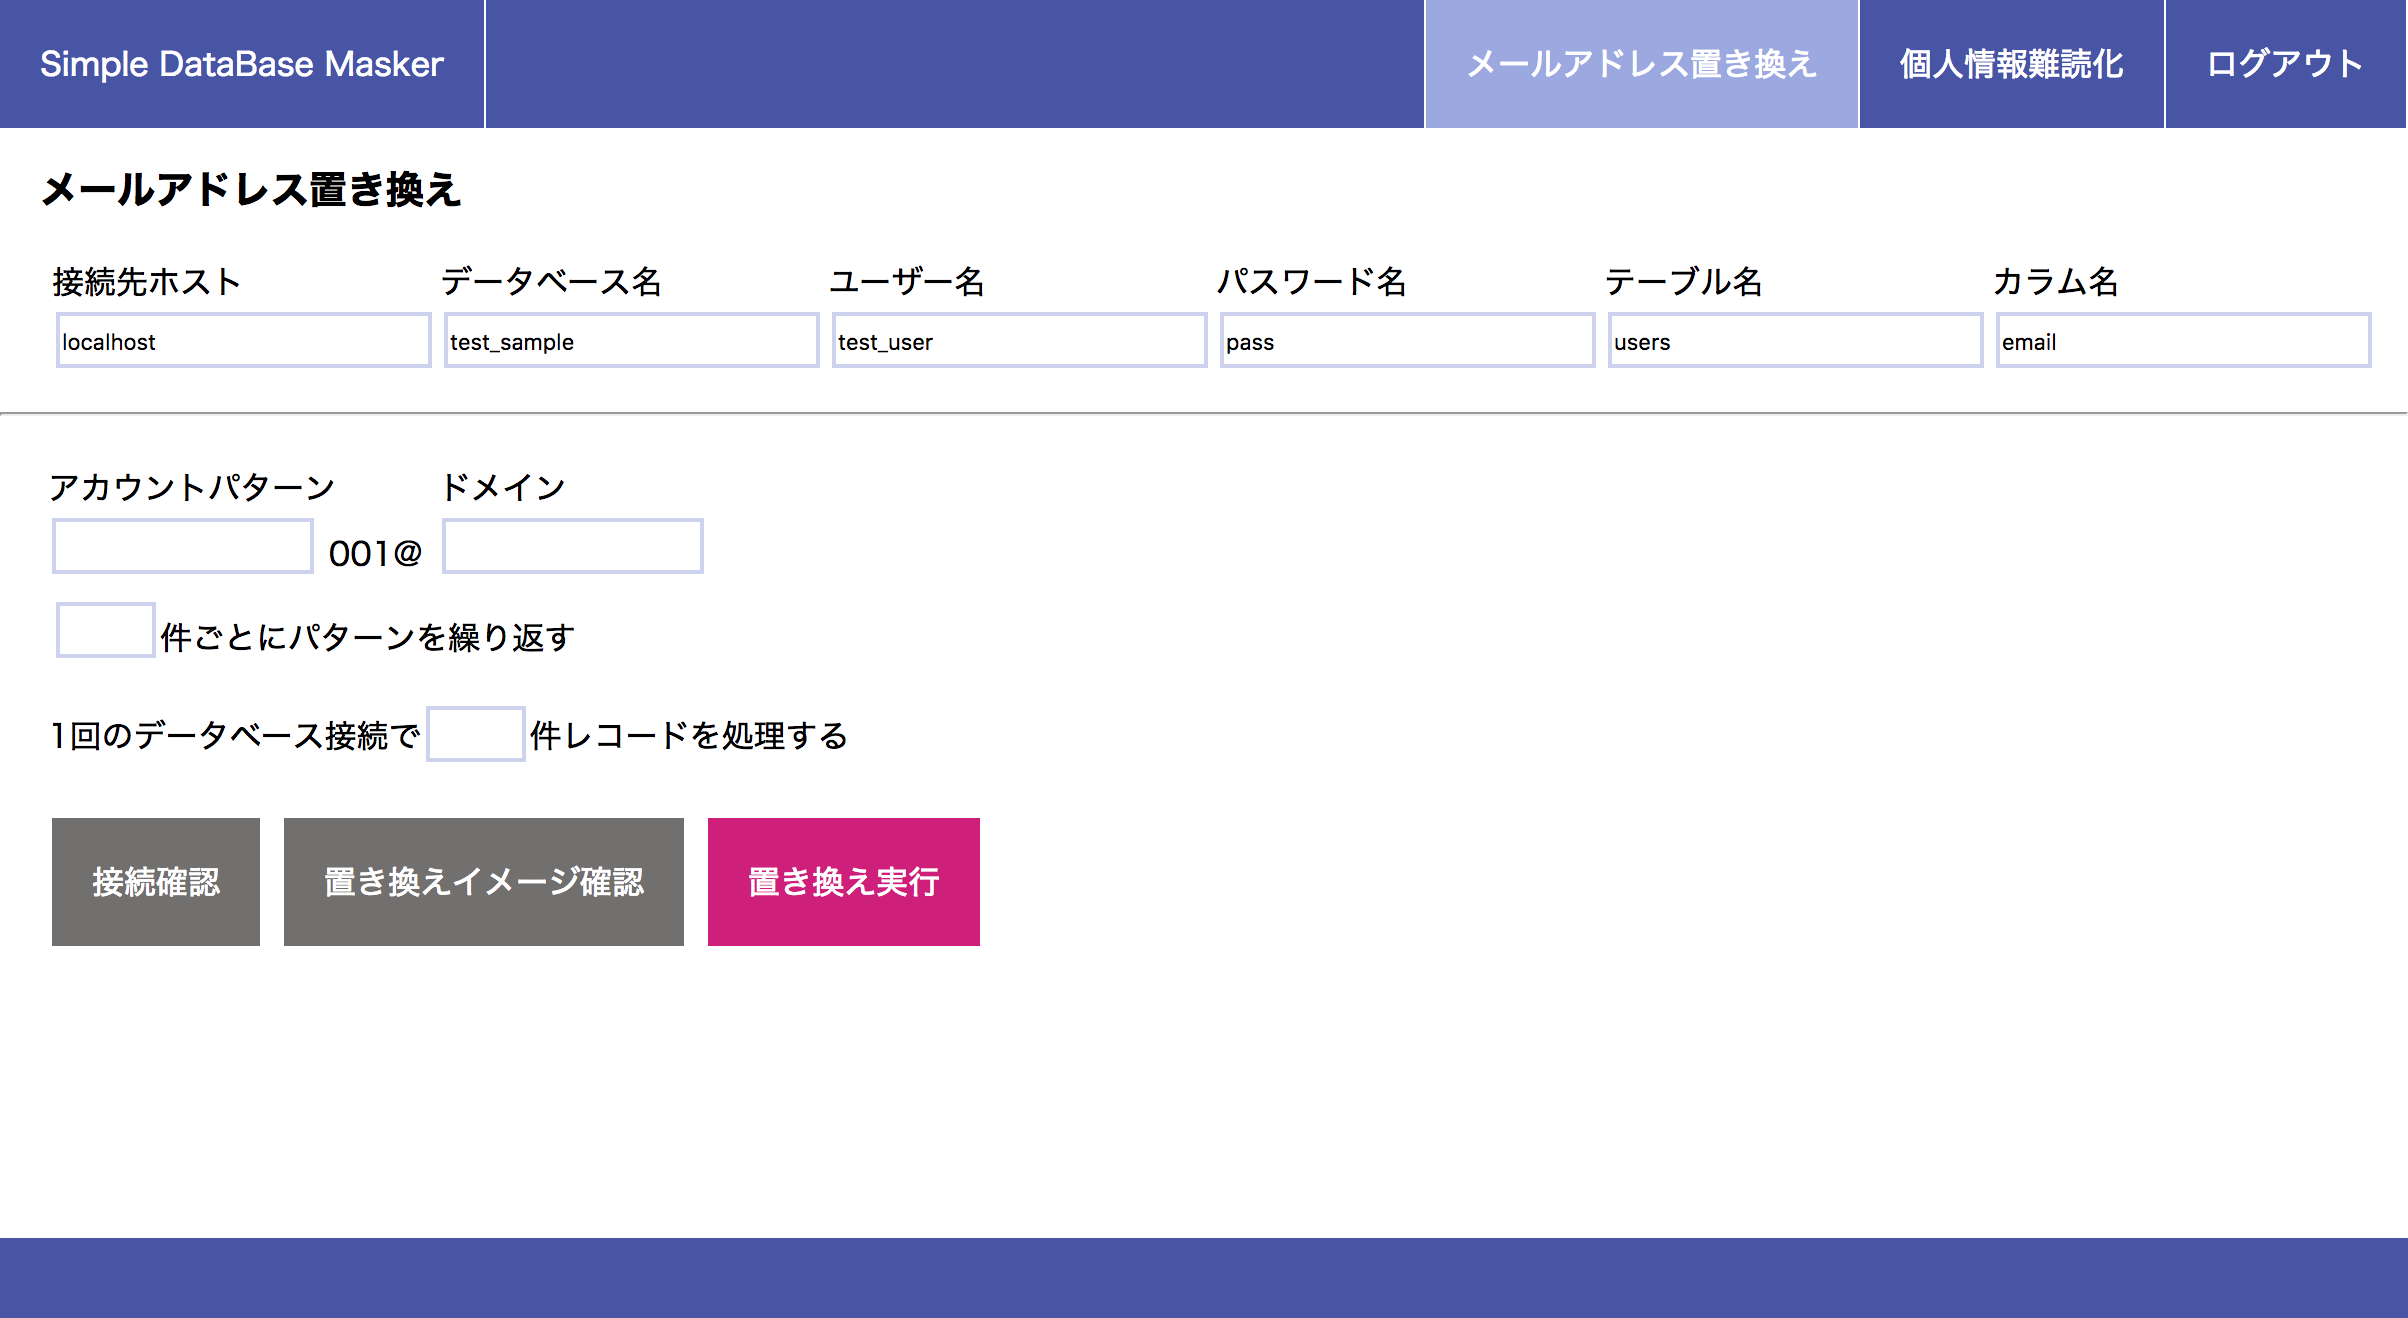 Simple DataBase Masker メールアドレス置き換え 個人情報難読化 ログアウト
メールアドレス置き換え
接続先ホスト データベース名 ユーザー名 パスワード名 テーブル名 カラム名
localhost test_sample test_user pass users email
アカウントパターン ドメイン
001@
件ごとにパターンを繰り返す
1回のデータベース接続で 件レコードを処理する
接続確認 置き換えイメージ確認 置き換え実行